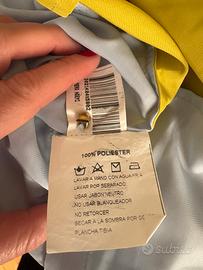 100% POLIESTER
LAVAR A MANO CON AGUA FRIA
LAVAR POR SEPARADO
USAR JABON NEUTRO
NO USAR BLANQUEADOR
NO RETORCER
SECAR A LA SOMBRA POR
PLANCHA TIBIA
Subito